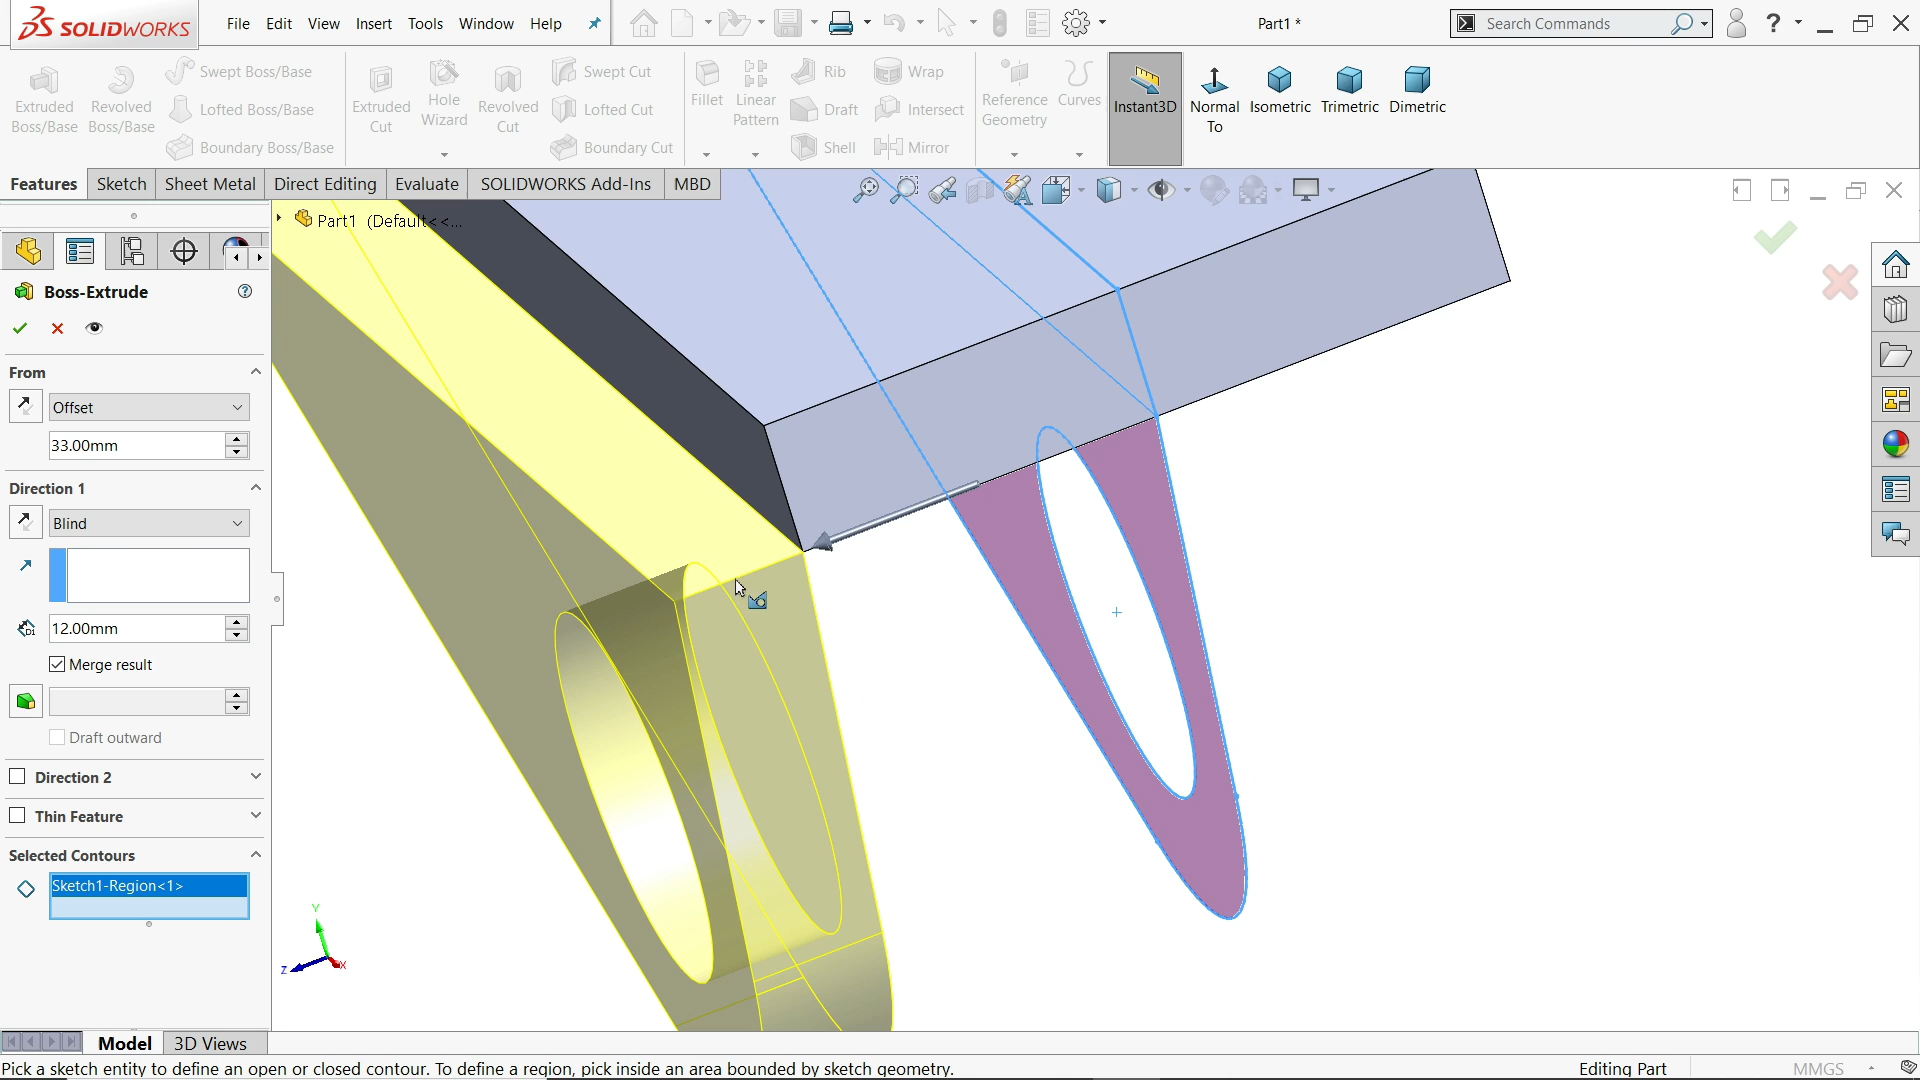 SOLIDWORKS
File Edit View Insert Tools Window Help
Part1 *
Search Commands
Extruded Boss/Base
Revolved Boss/Base
Swept Boss/Base
Lofted Boss/Base
Boundary Boss/Base
Extruded Cut
Hole Wizard
Revolved Cut
Swept Cut
Lofted Cut
Boundary Cut
Fillet
Linear Pattern
Rib
Draft
Shell
Wrap
Intersect
Mirror
Reference Geometry
Curves
Instant3D
Normal To
Isometric
Trimetric
Dimetric
Features Sketch Sheet Metal Direct Editing Evaluate SOLIDWORKS Add-Ins MBD
Part1 (Default<<...
Boss-Extrude
From
Offset
33.00mm
Direction 1
Blind
D1
12.00mm
Merge result
Draft outward
Direction 2
Thin Feature
Selected Contours
Sketch1-Region<1>
Y
Z
X
Model 3D Views
Pick a sketch entity to define an open or closed contour. To define a region, pick inside an area bounded by sketch geometry.
Editing Part
MMGS